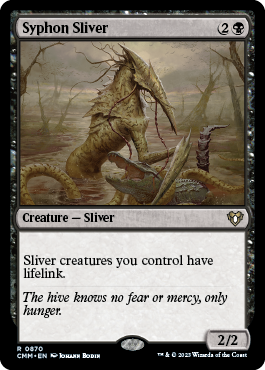 Syphon Sliver 2
Creature — Sliver
Sliver creatures you control have
lifelink.
The hive knows no fear or mercy, only
hunger.
2/2
R 0870
CMM • EN Johann Bodin
™ & © 2023 Wizards of the Coast